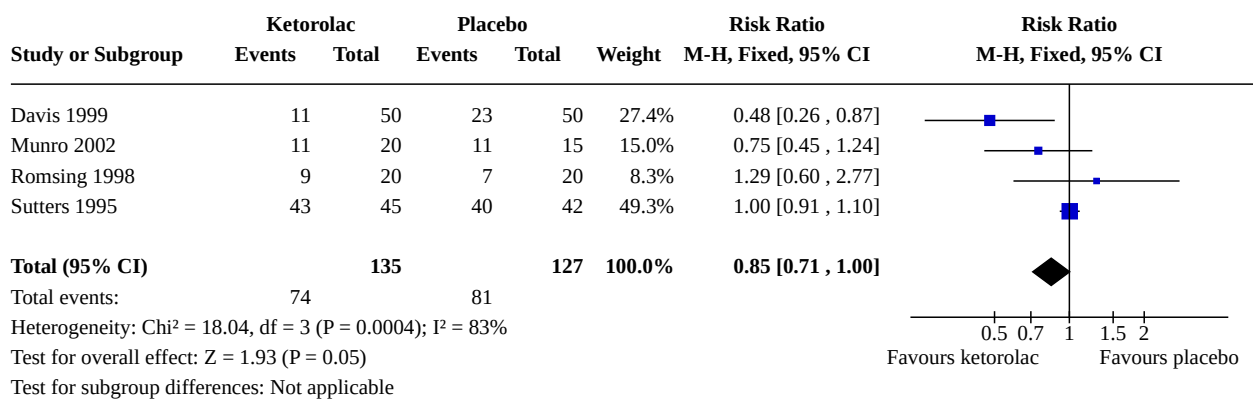 Ketorolac Placebo Risk Ratio Risk Ratio
Study or Subgroup Events Total Events Total Weight M-H, Fixed, 95% CI M-H, Fixed, 95% CI
Davis 1999 11 50 23 50 27.4% 0.48 [0.26 , 0.87]
Munro 2002 11 20 11 15 15.0% 0.75 [0.45 , 1.24]
Romsing 1998 9 20 7 20 8.3% 1.29 [0.60 , 2.77]
Sutters 1995 43 45 40 42 49.3% 1.00 [0.91 , 1.10]
Total (95% CI) 135 127 100.0% 0.85 [0.71 , 1.00]
Total events: 74 81
Heterogeneity: Chi² = 18.04, df = 3 (P = 0.0004); I² = 83%
Test for overall effect: Z = 1.93 (P = 0.05)
Test for subgroup differences: Not applicable
0.5 0.7 1 1.5 2
Favours ketorolac Favours placebo